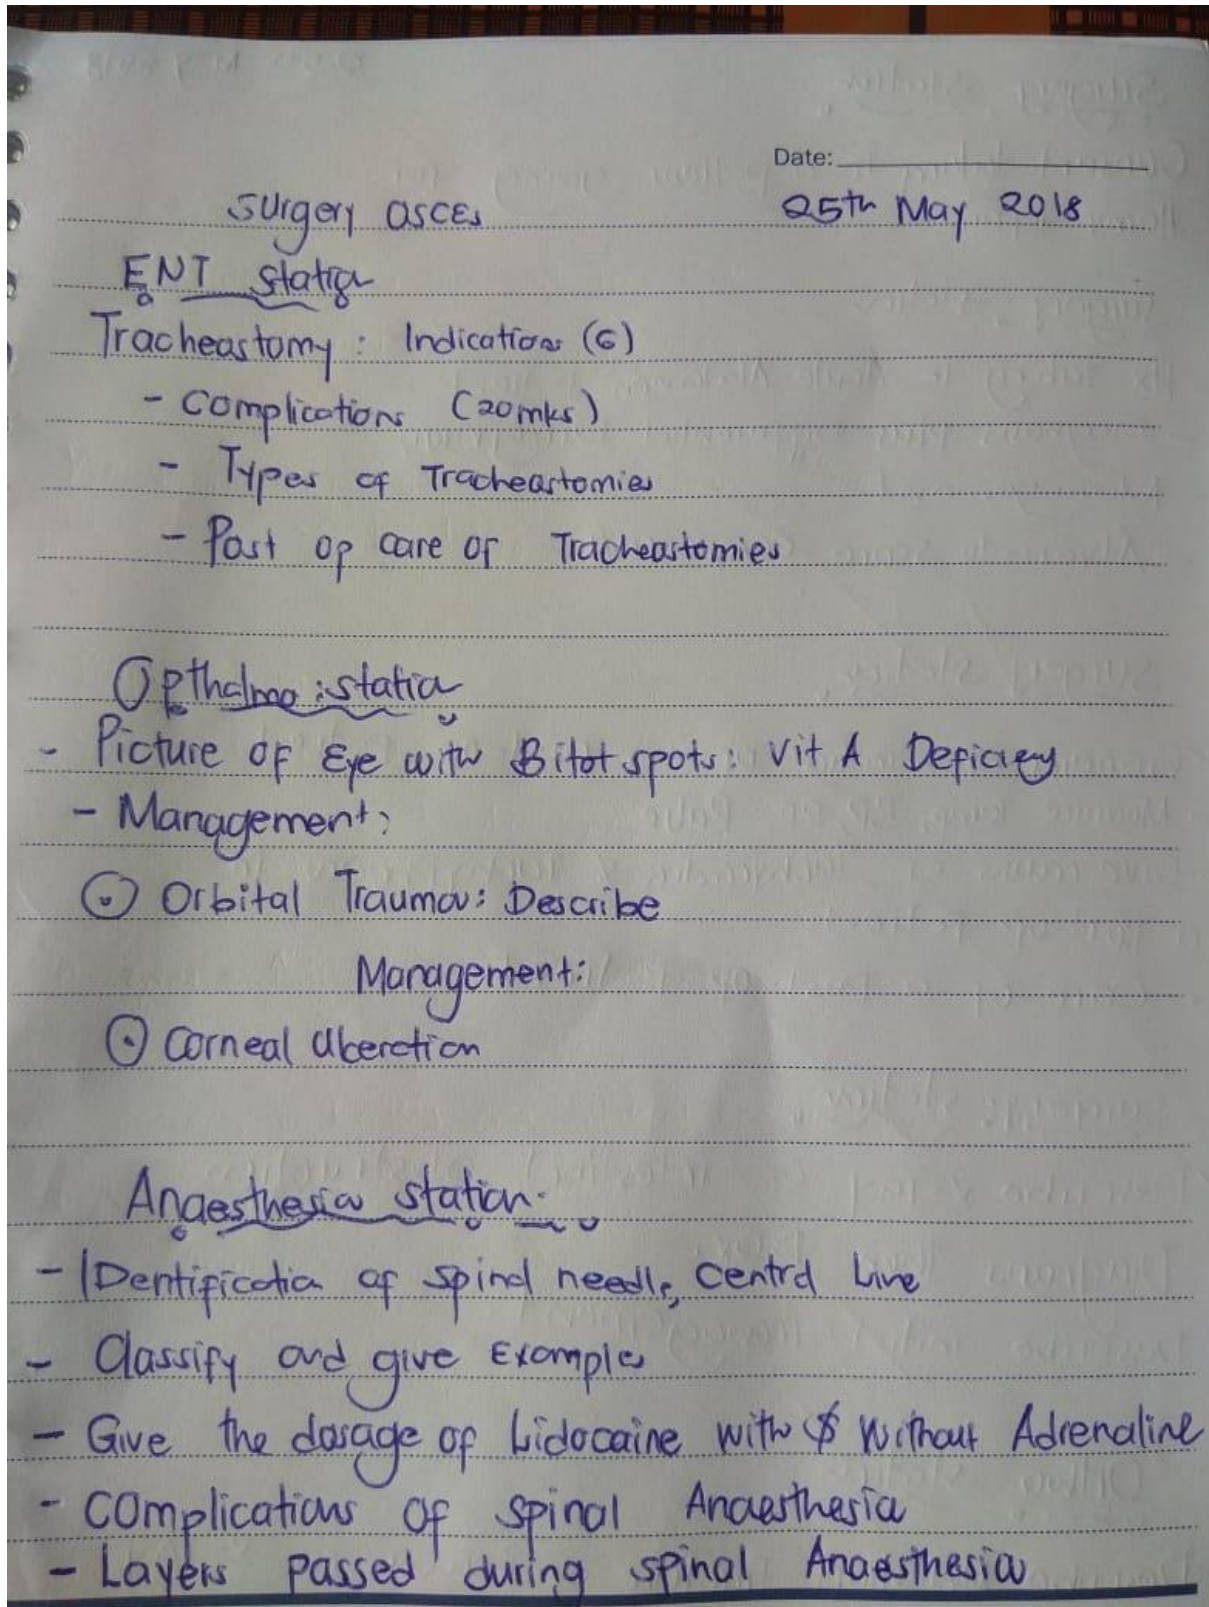 Date:
Surgery OSCEs 25th May 2018
ENT station
Tracheastomy : Indications (6)
- Complications (20mks)
- Types of Tracheastomies
- Post op care of Tracheastomies
Opthalmo : station
- Picture of Eye with Bitot spots: Vit A Deficiency
- Management:
⊙ Orbital Trauma: Describe
Management:
⊙ Corneal Ulceration
Anaesthesia station.
- Identification of spinal needle, Central Line
- Classify and give Examples
- Give the dosage of Lidocaine with & Without Adrenaline
- Complications of spinal Anaesthesia
- Layers passed during spinal Anaesthesia